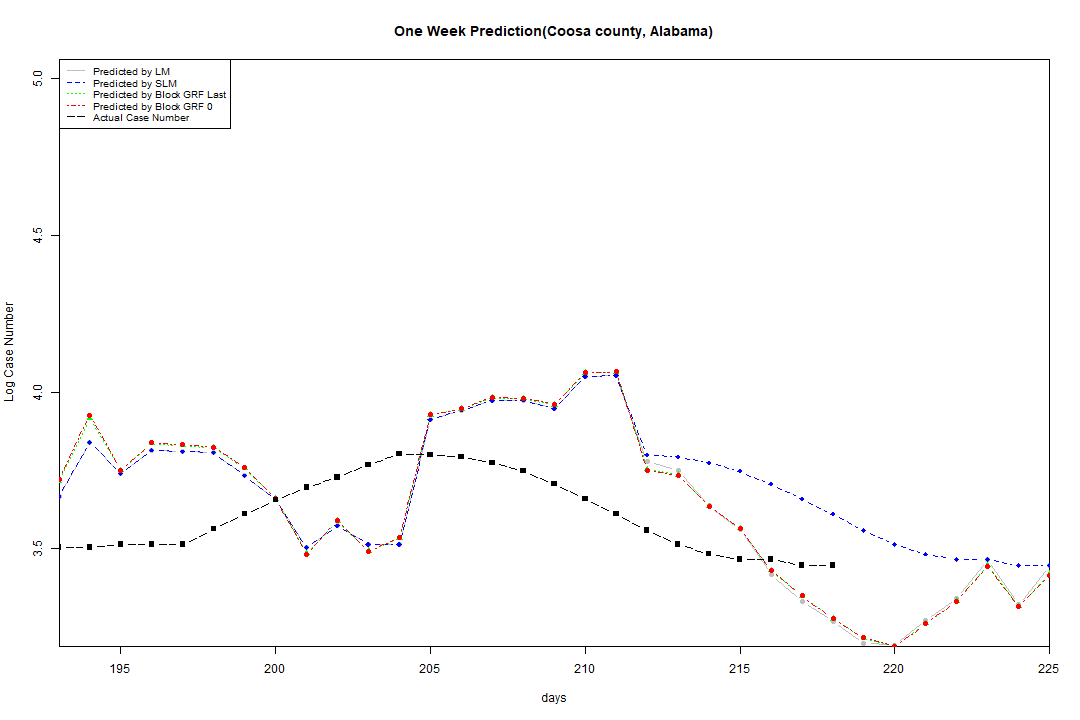 One Week Prediction(Coosa county, Alabama)
Predicted by LM
Predicted by SLM
Predicted by Block GRF Last
Predicted by Block GRF 0
Actual Case Number
5.0
4.5
4.0
3.5
Log Case Number
195 200 205 210 215 220 225
days